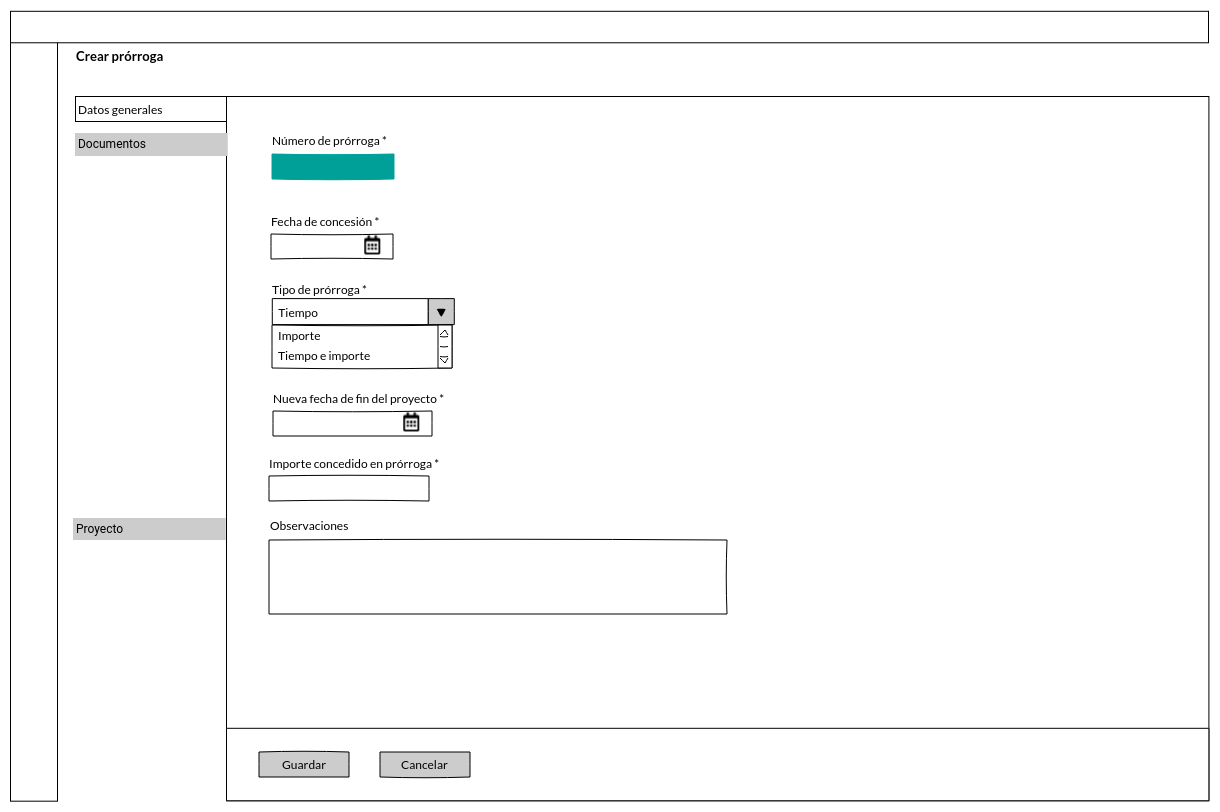 Crear prórroga
Datos generales
Documentos
Número de prórroga *
Fecha de concesión *
Tipo de prórroga *
Tiempo
Importe
Tiempo e importe
Nueva fecha de fin del proyecto *
Importe concedido en prórroga *
Proyecto
Observaciones
Guardar
Cancelar